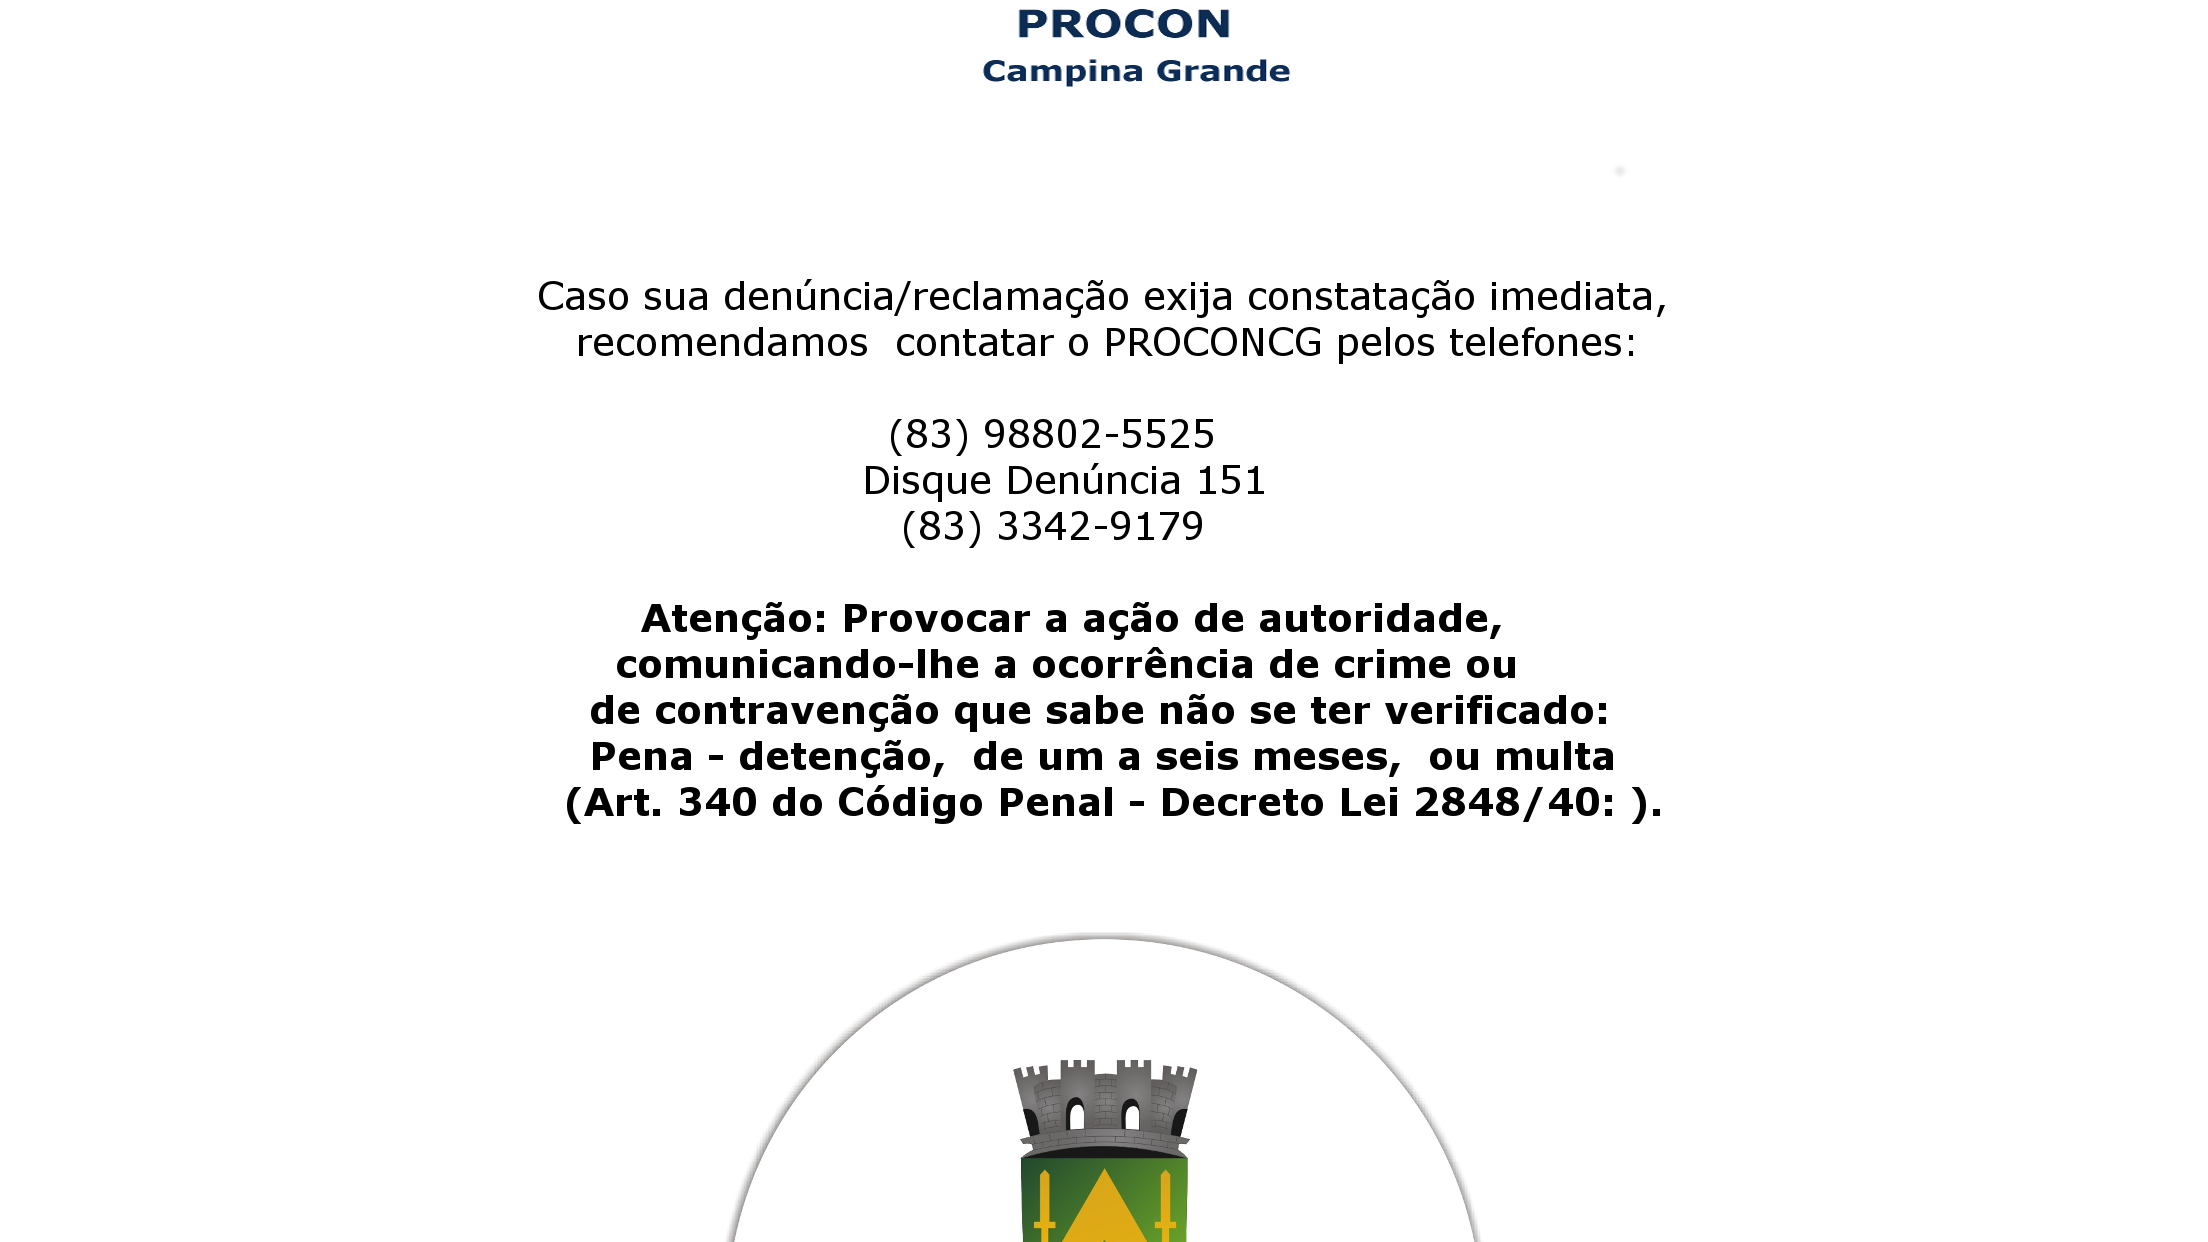 PROCON
Campina Grande
Caso sua denúncia/reclamação exija constatação imediata,
recomendamos  contatar o PROCONCG pelos telefones:
(83) 98802-5525
Disque Denúncia 151
(83) 3342-9179
Atenção: Provocar a ação de autoridade,
comunicando-lhe a ocorrência de crime ou
de contravenção que sabe não se ter verificado:
Pena - detenção,  de um a seis meses,  ou multa
(Art. 340 do Código Penal - Decreto Lei 2848/40: ).